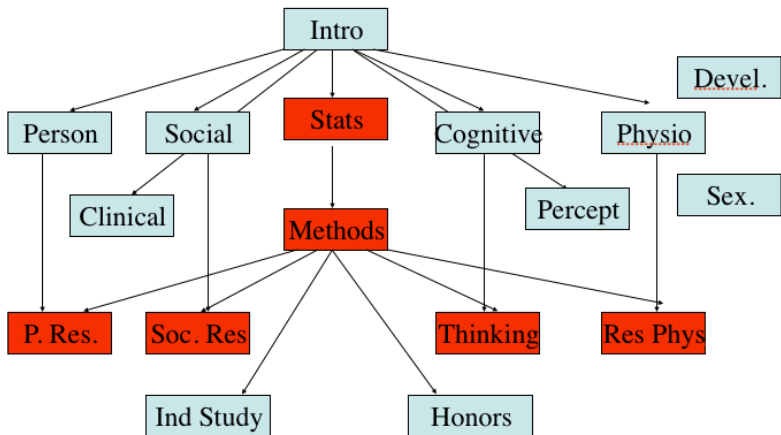 Intro
Devel.
Person
Social
Stats
Cognitive
Physio
Clinical
Percept
Sex.
Methods
P. Res.
Soc. Res
Thinking
Res Phys
Ind Study
Honors